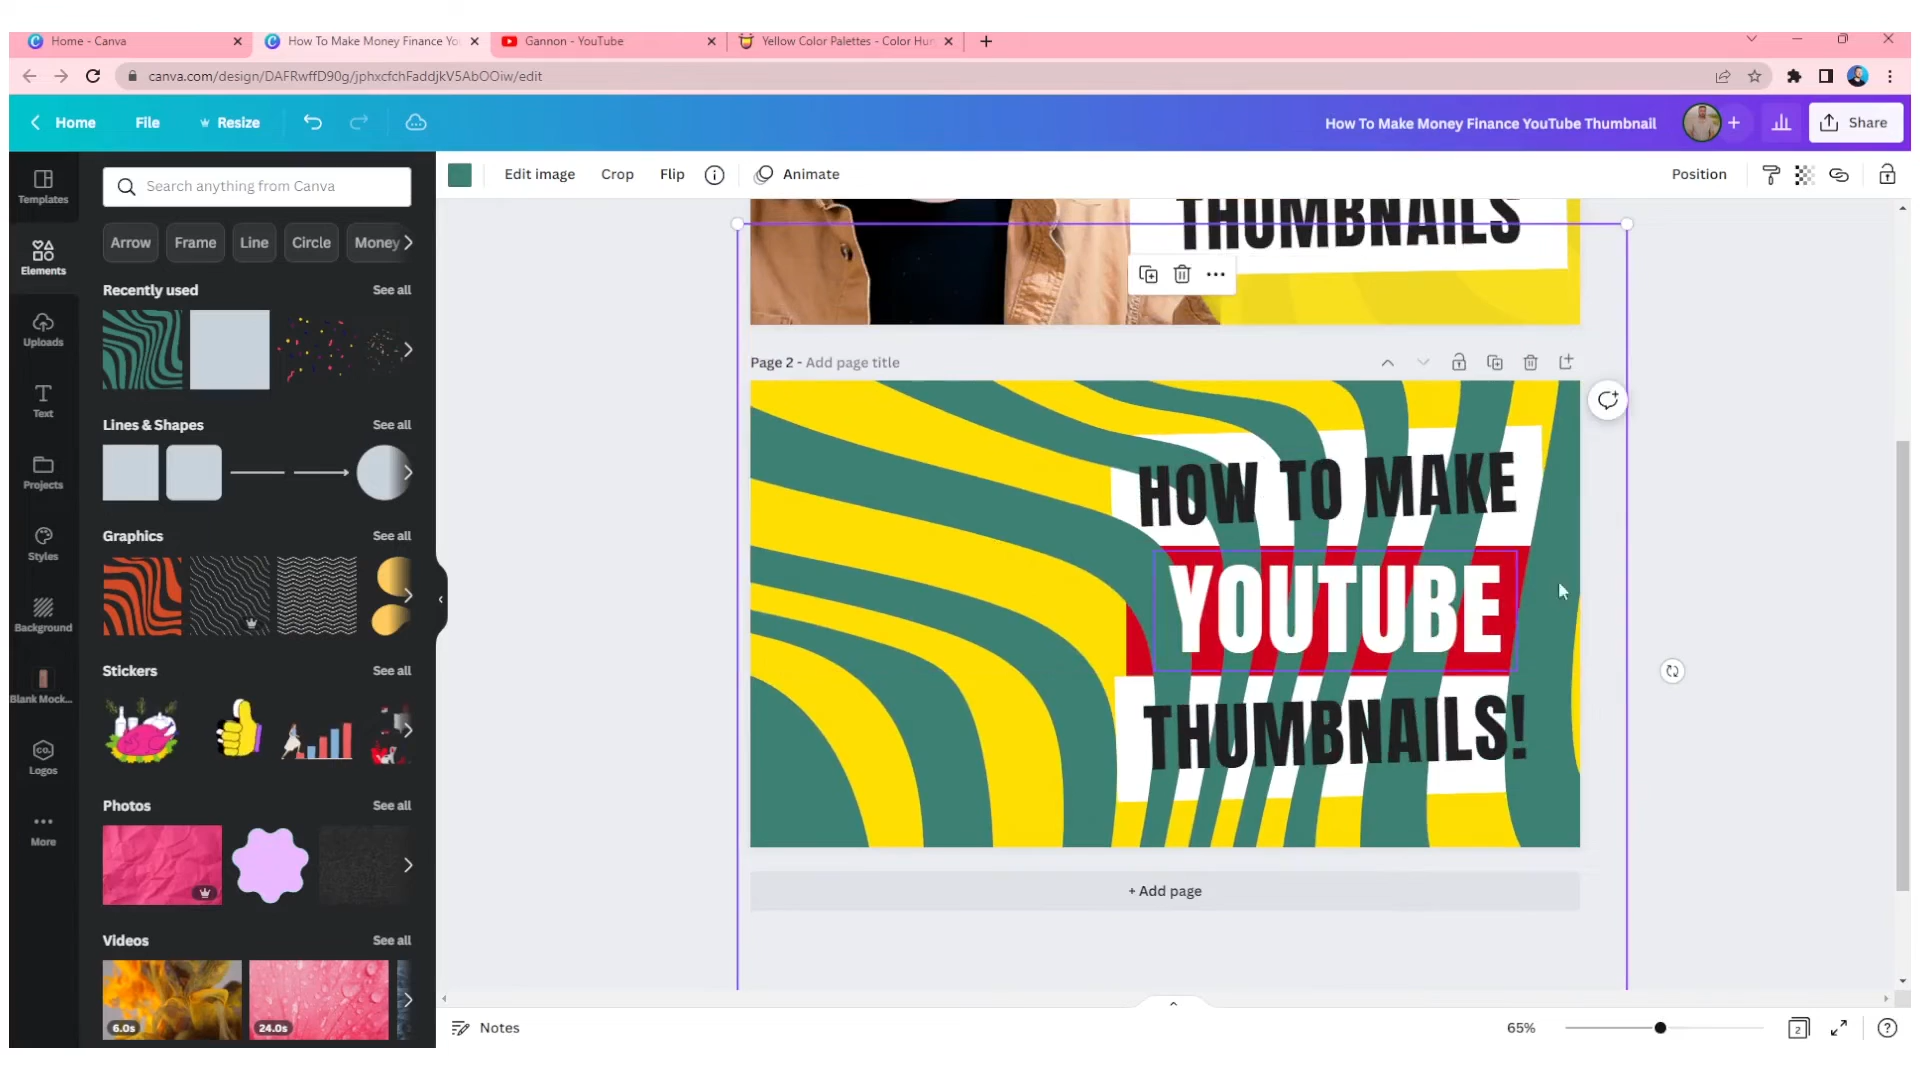 Home - Canva
How To Make Money Finance Yo
Gannon - YouTube
Yellow Color Palettes - Color Hun
canva.com/design/DAFRwffD90g/jphxcfchFaddjkV5AbOOiw/edit
Home
File
Resize
How To Make Money Finance YouTube Thumbnail
Share
Templates
Elements
Uploads
Text
Projects
Styles
Background
Blank Mock...
Logos
More
Search anything from Canva
Arrow
Frame
Line
Circle
Money
Recently used
See all
Lines & Shapes
See all
Graphics
See all
Stickers
See all
Photos
See all
Videos
See all
6.0s
24.0s
Edit image
Crop
Flip
Animate
Position
THUMBNAILS
Page 2 - Add page title
HOW TO MAKE
YOUTUBE
THUMBNAILS!
+ Add page
Notes
65%
2
CO.